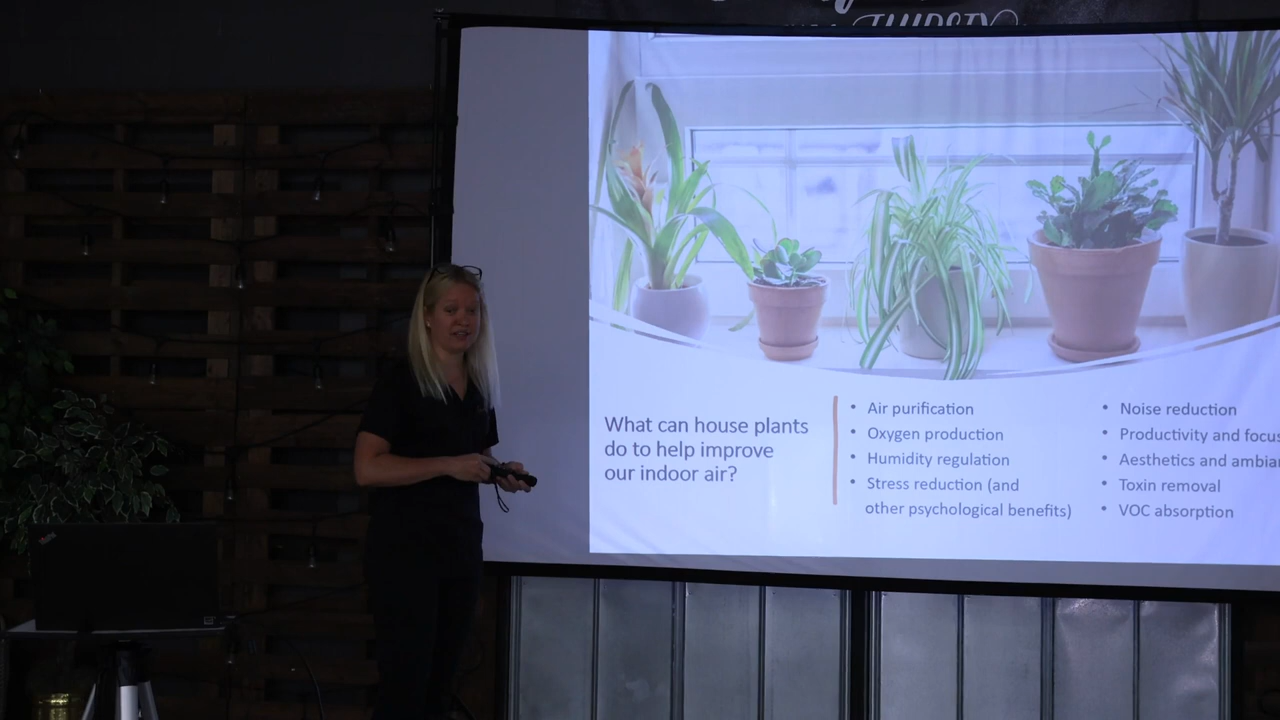 THIRSTY
What can house plants
do to help improve
our indoor air?
• Air purification
• Oxygen production
• Humidity regulation
• Stress reduction (and
other psychological benefits)
• Noise reduction
• Productivity and focus
• Aesthetics and ambian
• Toxin removal
• VOC absorption